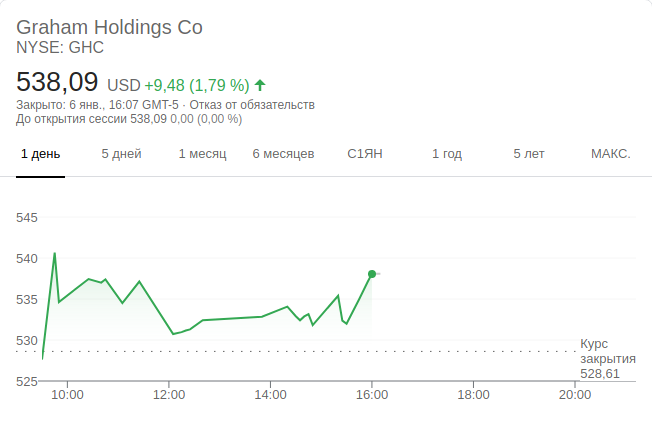 Graham Holdings Co
NYSE: GHC
538,09 USD +9,48 (1,79 %)
Закрыто: 6 янв., 16:07 GMT-5 · Отказ от обязательств
До открытия сессии 538,09 0,00 (0,00 %)
1 день 5 дней 1 месяц 6 месяцев С1ЯН 1 год 5 лет МАКС.
545
540
535
530
Курс
закрытия
528,61
525
10:00 12:00 14:00 16:00 18:00 20:00